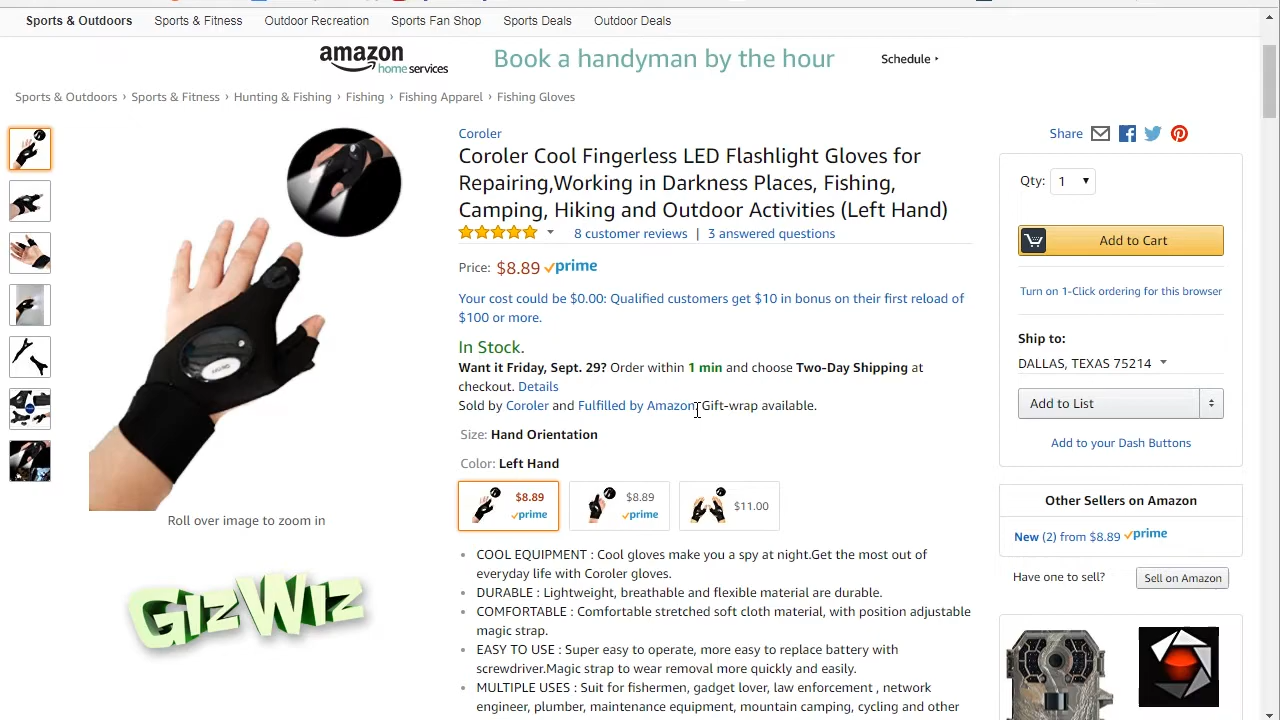 Sports & Outdoors Sports & Fitness Outdoor Recreation Sports Fan Shop Sports Deals Outdoor Deals
amazon
home services
Book a handyman by the hour
Schedule
Sports & Outdoors › Sports & Fitness › Hunting & Fishing › Fishing › Fishing Apparel › Fishing Gloves
Coroler
Coroler Cool Fingerless LED Flashlight Gloves for
Repairing,Working in Darkness Places, Fishing,
Camping, Hiking and Outdoor Activities (Left Hand)
8 customer reviews | 3 answered questions
Price: $8.89 prime
Your cost could be $0.00: Qualified customers get $10 in bonus on their first reload of
$100 or more.
In Stock.
Want it Friday, Sept. 29? Order within 1 min and choose Two-Day Shipping at
checkout. Details
Sold by Coroler and Fulfilled by Amazon. Gift-wrap available.
Size: Hand Orientation
Color: Left Hand
$8.89
prime
$8.89
prime
$11.00
• COOL EQUIPMENT : Cool gloves make you a spy at night.Get the most out of
everyday life with Coroler gloves.
• DURABLE : Lightweight, breathable and flexible material are durable.
• COMFORTABLE : Comfortable stretched soft cloth material, with position adjustable
magic strap.
• EASY TO USE : Super easy to operate, more easy to replace battery with
screwdriver.Magic strap to wear removal more quickly and easily.
• MULTIPLE USES : Suit for fishermen, gadget lover, law enforcement , network
engineer, plumber, maintenance equipment, mountain camping, cycling and other
Roll over image to zoom in
GIZWIZ
Share
Qty: 1
Add to Cart
Turn on 1-Click ordering for this browser
Ship to:
DALLAS, TEXAS 75214
Add to List
Add to your Dash Buttons
Other Sellers on Amazon
New (2) from $8.89 prime
Have one to sell? Sell on Amazon